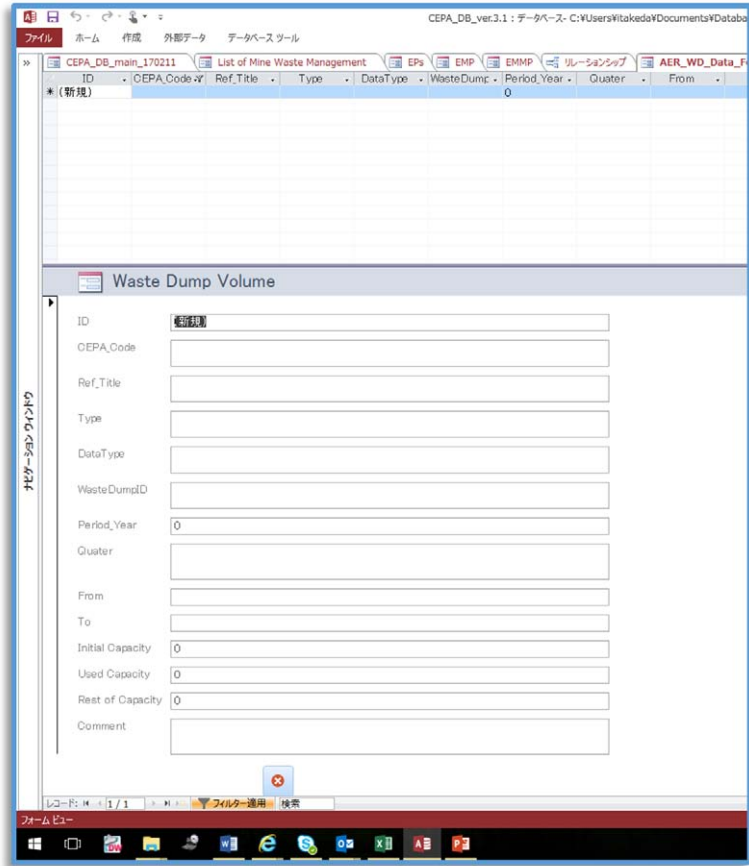 CEPA_DB_ver.3.1 : データベース- C:¥Users¥itakeda¥Documents¥Databa
ファイル ホーム 作成 外部データ データベース ツール
» CEPA_DB_main_170211 List of Mine Waste Management EPs EMP EMMP リレーションシップ AER_WD_Data_F
ID CEPA_Code Ref_Title Type DataType WasteDump Period_Year Quater From
* (新規) 0
Waste Dump Volume
ID (新規)
CEPA_Code
Ref_Title
Type
DataType
WasteDumpID
Period_Year 0
Quater
From
To
Initial Capacity 0
Used Capacity 0
Rest of Capacity 0
Comment
ナビゲーション ウィンドウ
レコード: 1 / 1 フィルター適用 検索
フォーム ビュー